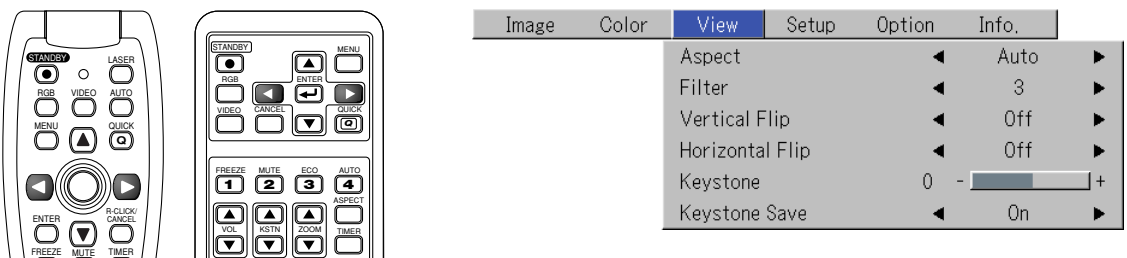 STANDBY LASER
RGB VIDEO AUTO
MENU QUICK
Q
ENTER R-CLICK/
CANCEL
FREEZE MUTE TIMER
STANDBY MENU
RGB ENTER
VIDEO CANCEL QUICK
Q
FREEZE MUTE ECO AUTO
1 2 3 4
ASPECT
VOL KSTN ZOOM TIMER
Image Color View Setup Option Info.
Aspect ◀ Auto ▶
Filter ◀ 3 ▶
Vertical Flip ◀ Off ▶
Horizontal Flip ◀ Off ▶
Keystone 0 - +
Keystone Save ◀ On ▶